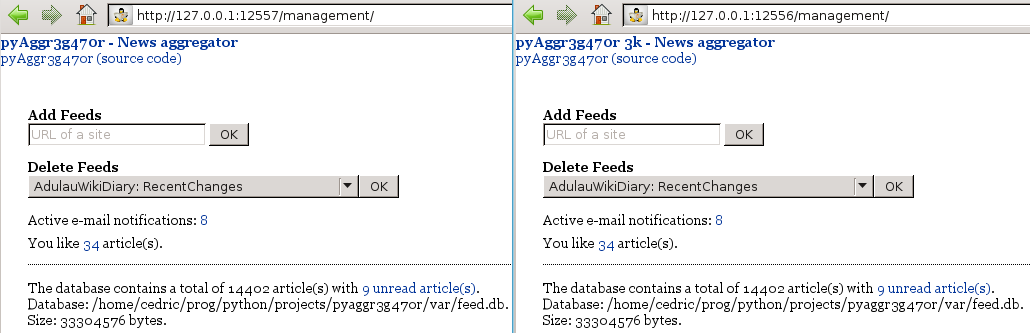 http://127.0.0.1:12557/management/
pyAggr3g470r - News aggregator
pyAggr3g470r (source code)
Add Feeds
URL of a site
OK
Delete Feeds
AdulauWikiDiary: RecentChanges
OK
Active e-mail notifications: 8
You like 34 article(s).
The database contains a total of 14402 article(s) with 9 unread article(s).
Database: /home/cedric/prog/python/projects/pyaggr3g470r/var/feed.db.
Size: 33304576 bytes.
http://127.0.0.1:12556/management/
pyAggr3g470r 3k - News aggregator
pyAggr3g470r (source code)
Add Feeds
URL of a site
OK
Delete Feeds
AdulauWikiDiary: RecentChanges
OK
Active e-mail notifications: 8
You like 34 article(s).
The database contains a total of 14402 article(s) with 9 unread article(s).
Database: /home/cedric/prog/python/projects/pyaggr3g470r/var/feed.db.
Size: 33304576 bytes.